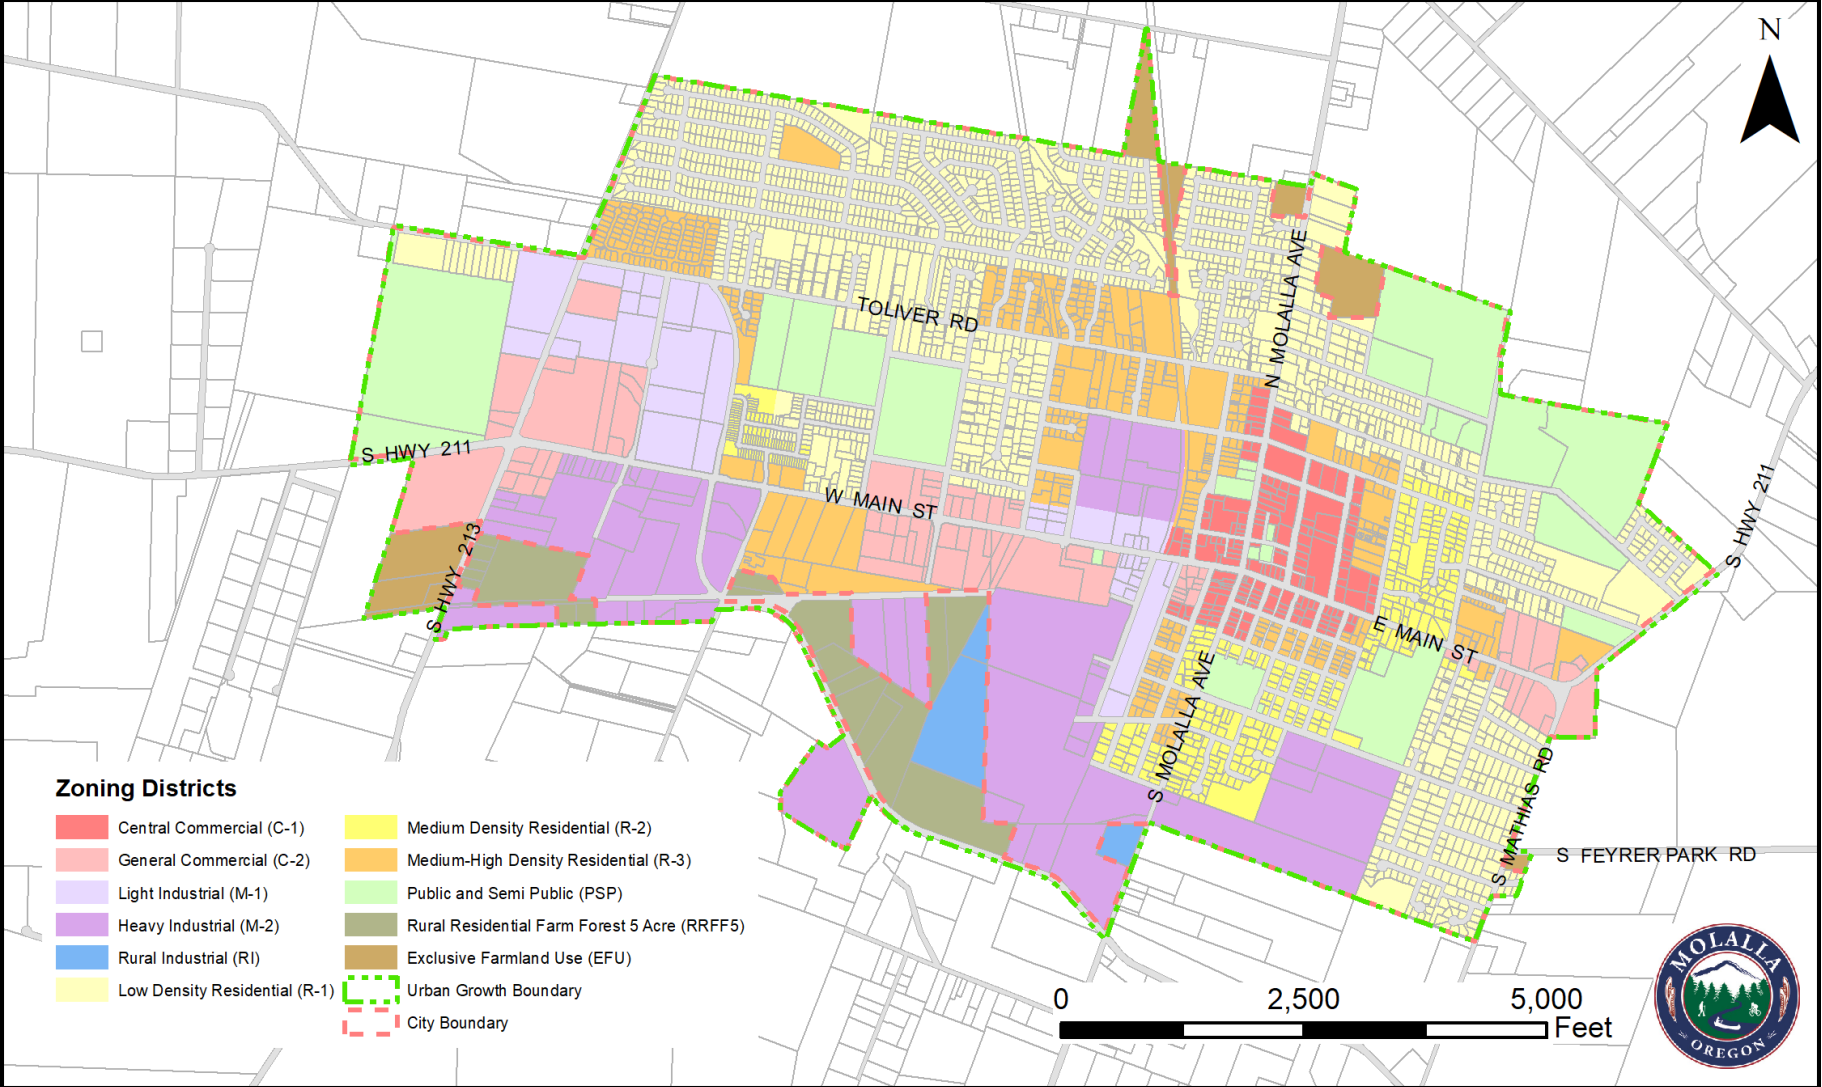 N
TOLIVER RD
N MOLALLA AVE
S HWY 211
W MAIN ST
S HWY 211
S HWY 213
E MAIN ST
S MOLALLA AVE
S MATHIAS RD
S FEYRER PARK RD
Zoning Districts
Central Commercial (C-1)
General Commercial (C-2)
Light Industrial (M-1)
Heavy Industrial (M-2)
Rural Industrial (RI)
Low Density Residential (R-1)
Medium Density Residential (R-2)
Medium-High Density Residential (R-3)
Public and Semi Public (PSP)
Rural Residential Farm Forest 5 Acre (RRFF5)
Exclusive Farmland Use (EFU)
Urban Growth Boundary
City Boundary
0 2,500 5,000
Feet
MOLALLA
OREGON